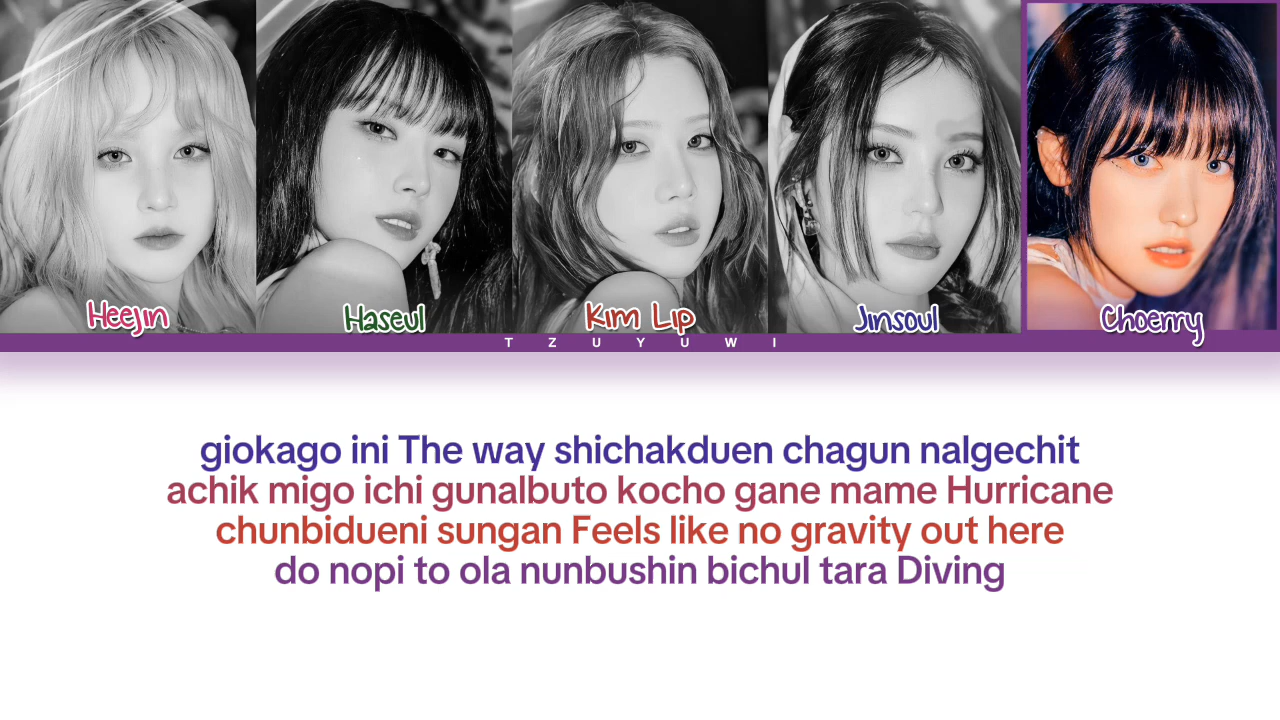 Heejin
Haseul
Kim Lip
Jinsoul
Choerry
TZUYUWI
giokago ini The way shichakduen chagun nalgechit
achik migo ichi gunalbuto kocho gane mame Hurricane
chunbidueni sungan Feels like no gravity out here
do nopi to ola nunbushin bichul tara Diving